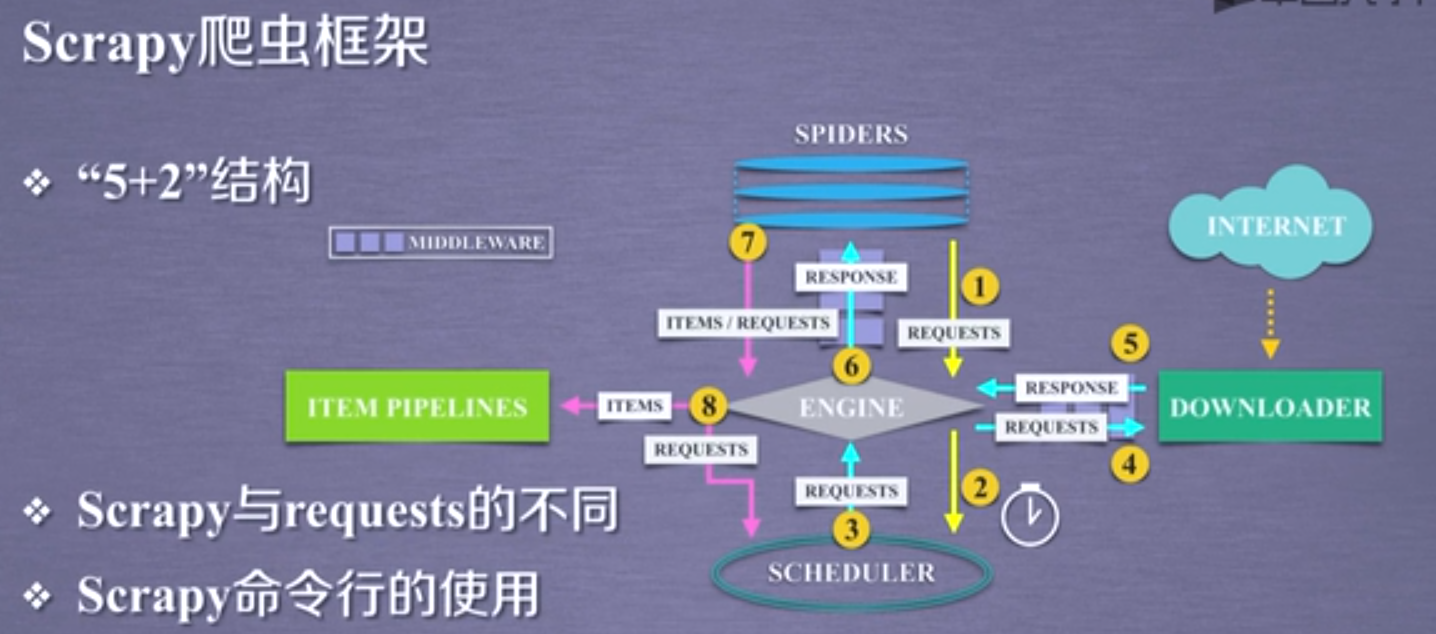 Scrapy爬虫框架
❖ “5+2”结构
SPIDERS
MIDDLEWARE
INTERNET
7
RESPONSE
1
ITEMS / REQUESTS
REQUESTS
6
5
ITEM PIPELINES
ITEMS
8
ENGINE
RESPONSE
REQUESTS
DOWNLOADER
REQUESTS
4
REQUESTS
2
3
❖ Scrapy与requests的不同
SCHEDULER
❖ Scrapy命令行的使用